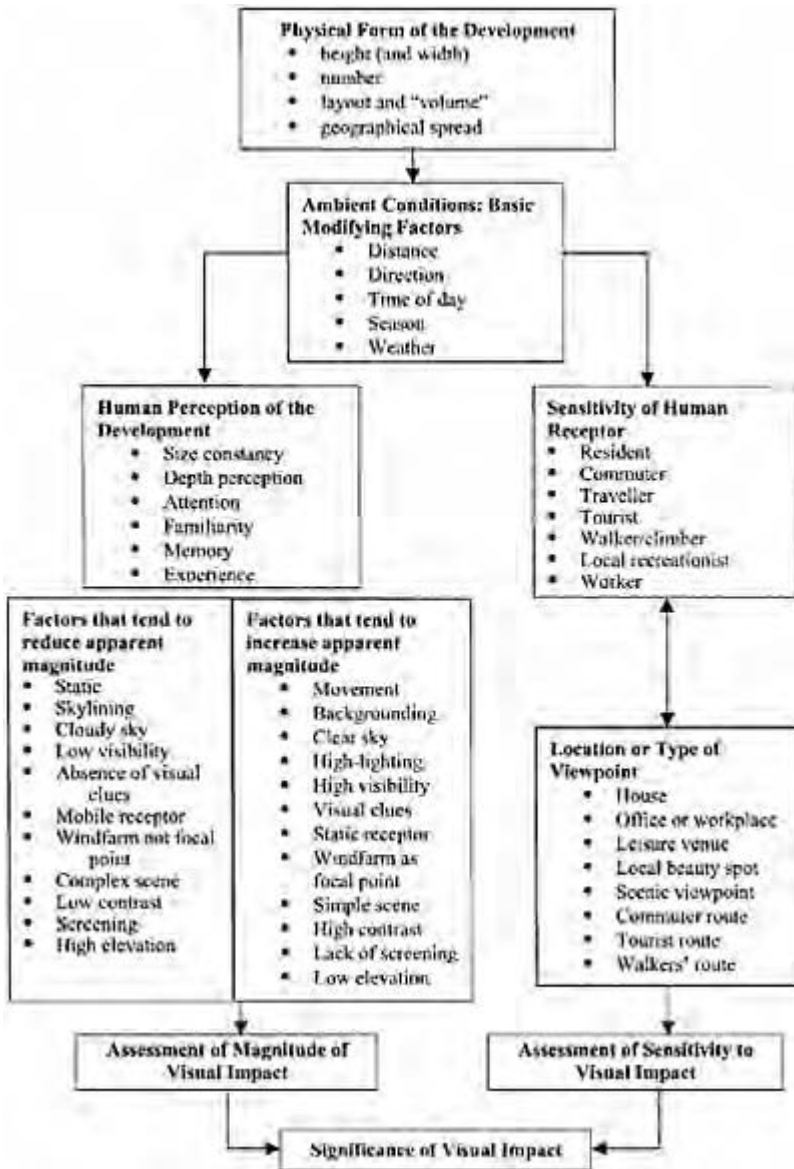 Physical Form of the Development
• height (and width)
• number
• layout and "volume"
• geographical spread
Ambient Conditions: Basic
Modifying Factors
• Distance
• Direction
• Time of day
• Season
• Weather
Human Perception of the
Development
• Size constancy
• Depth perception
• Attention
• Familiarity
• Memory
• Experience
Sensitivity of Human
Receptor
• Resident
• Commuter
• Traveller
• Tourist
• Walker/climber
• Local recreationist
• Worker
Factors that tend to
reduce apparent
magnitude
• Static
• Skylining
• Cloudy sky
• Low visibility
• Absence of visual
clues
• Mobile receptor
• Windfarm not focal
point
• Complex scene
• Low contrast
• Screening
• High elevation
Factors that tend to
increase apparent
magnitude
• Movement
• Backgrounding
• Clear sky
• High-lighting
• High visibility
• Visual clues
• Static receptor
• Windfarm as
focal point
• Simple scene
• High contrast
• Lack of screening
• Low elevation
Location or Type of
Viewpoint
• House
• Office or workplace
• Leisure venue
• Local beauty spot
• Scenic viewpoint
• Commuter route
• Tourist route
• Walkers' route
Assessment of Magnitude of
Visual Impact
Assessment of Sensitivity to
Visual Impact
Significance of Visual Impact